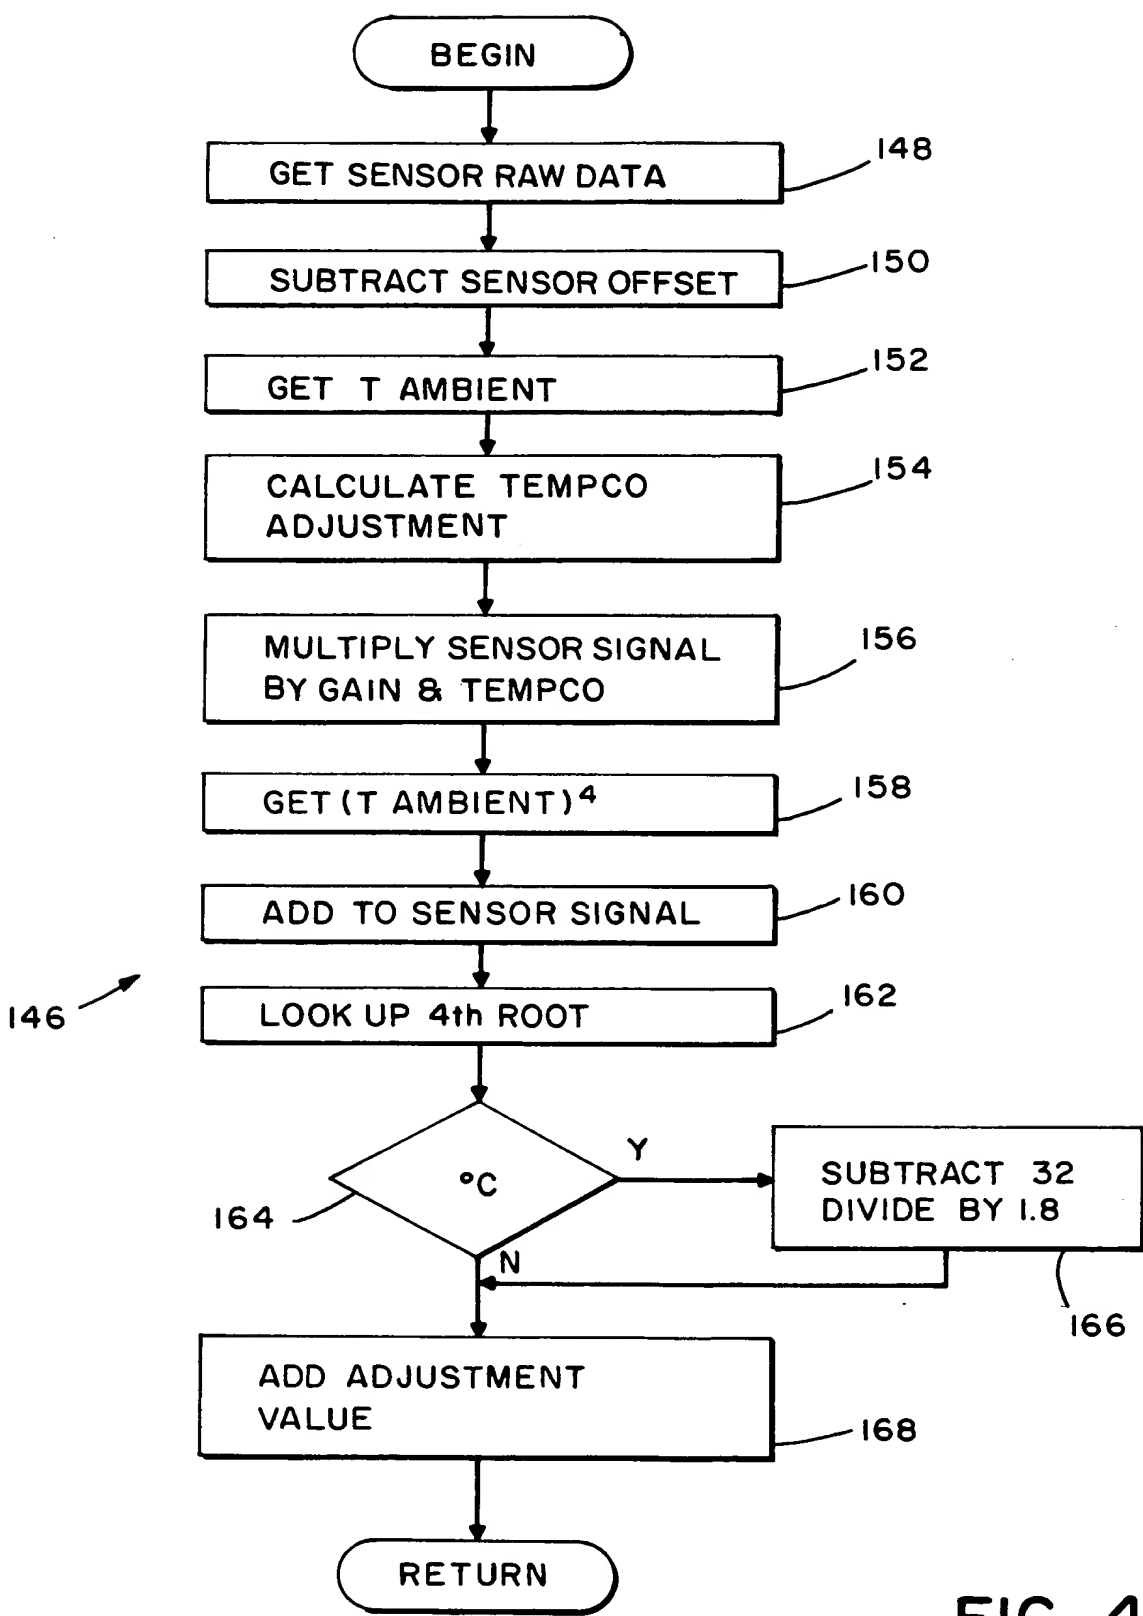 BEGIN
GET SENSOR RAW DATA
148
SUBTRACT SENSOR OFFSET
150
GET T AMBIENT
152
CALCULATE TEMPCO
ADJUSTMENT
154
MULTIPLY SENSOR SIGNAL
BY GAIN & TEMPCO
156
GET (T AMBIENT)⁴
158
ADD TO SENSOR SIGNAL
160
146
LOOK UP 4th ROOT
162
°C
164
Y
N
SUBTRACT 32
DIVIDE BY 1.8
166
ADD ADJUSTMENT
VALUE
168
RETURN
FIG. 4